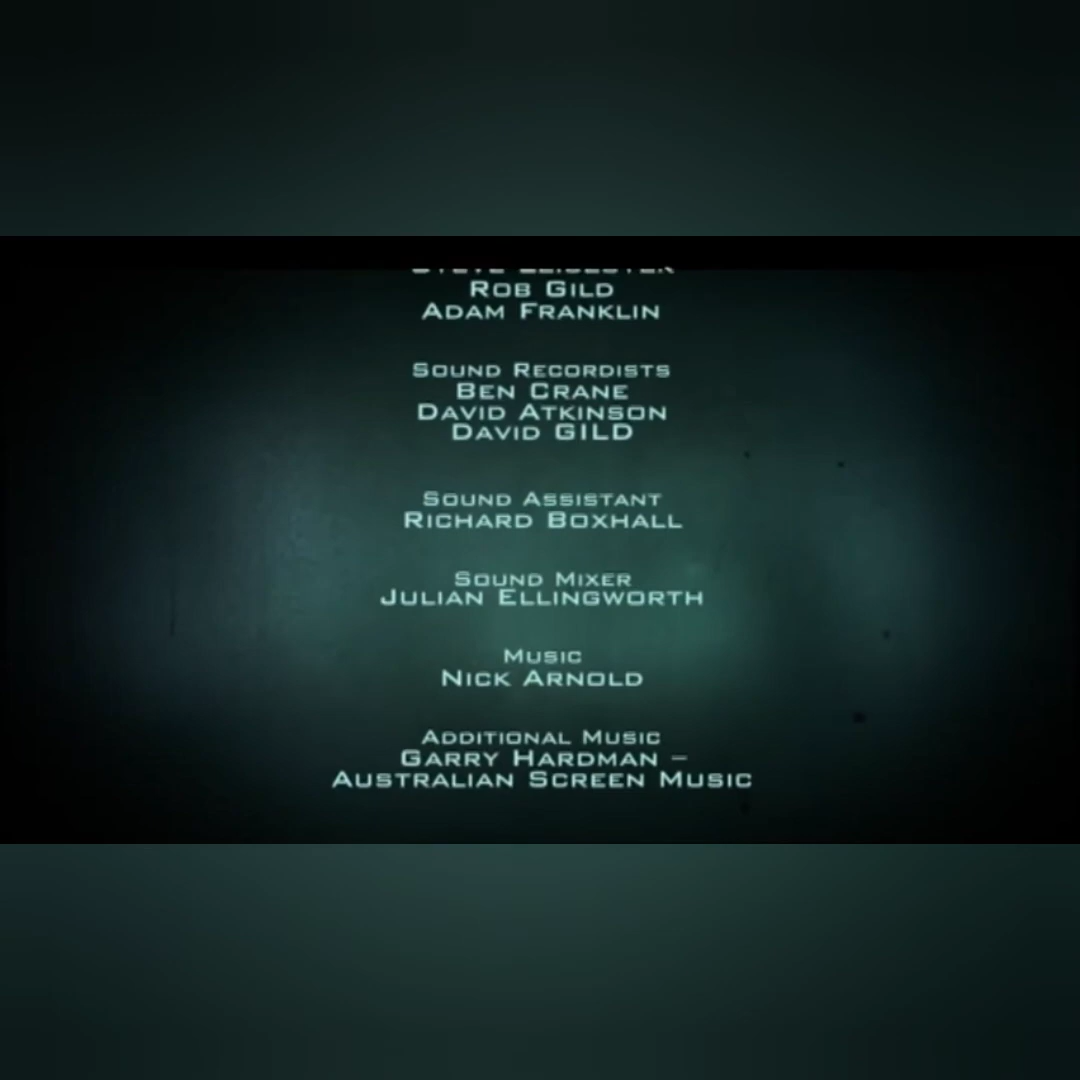 Rob Gild
Adam Franklin
Sound Recordists
Ben Crane
David Atkinson
David GILD
Sound Assistant
Richard Boxhall
Sound Mixer
Julian Ellingworth
Music
Nick Arnold
Additional Music
Garry Hardman –
Australian Screen Music